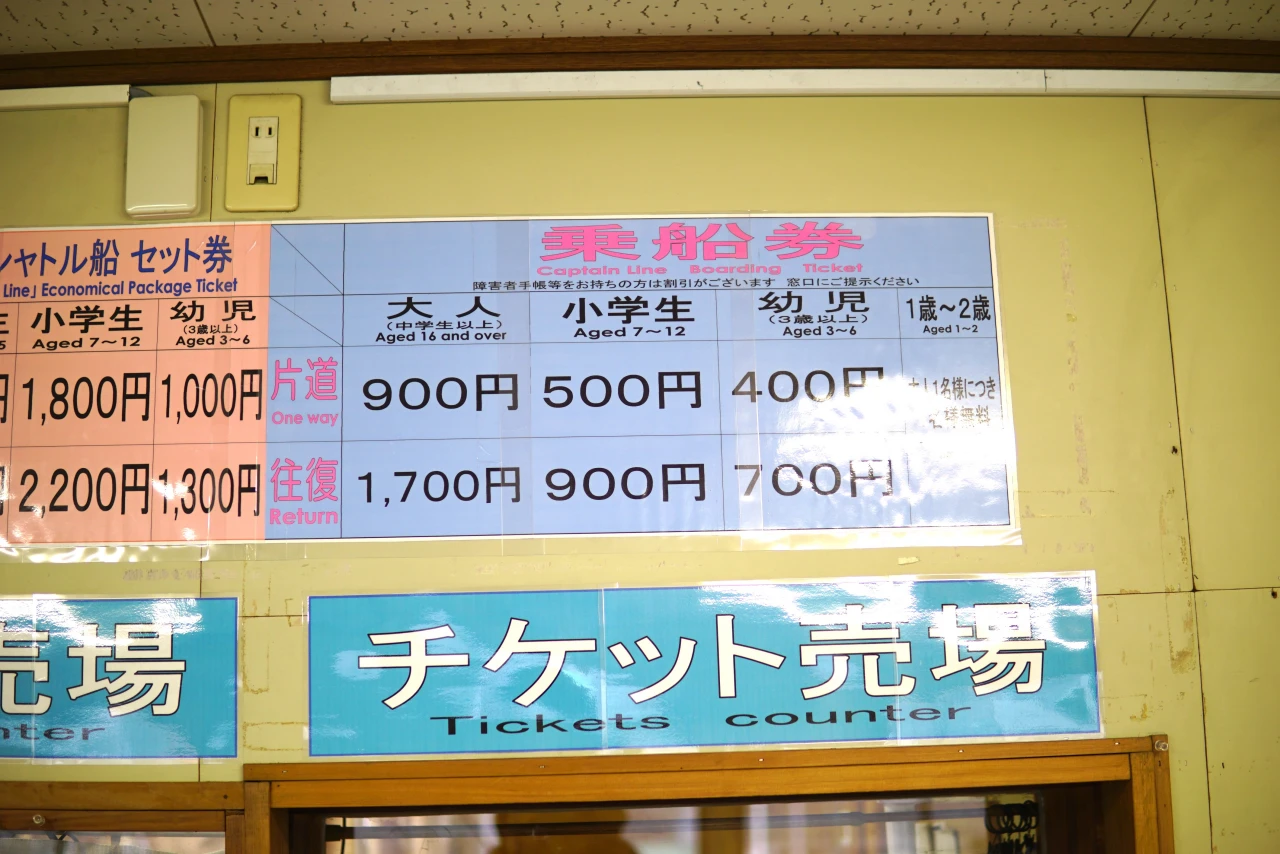 シャトル船 セット券
Line」 Economical Package Ticket
小学生 幼児
(3歳以上)
Aged 7～12 Aged 3～6
1,800円 1,000円
2,200円 1,300円
乗船券
Captain Line Boarding Ticket
障害者手帳等をお持ちの方は割引がございます 窓口にご提示ください
大人 小学生 幼児 1歳～2歳
(中学生以上) (3歳以上)
Aged 16 and over Aged 7～12 Aged 3～6 Aged 1～2
片道 900円 500円 400円
One way
1名様につき
往復 1,700円 900円 700円
Return
売場
チケット売場
Tickets counter